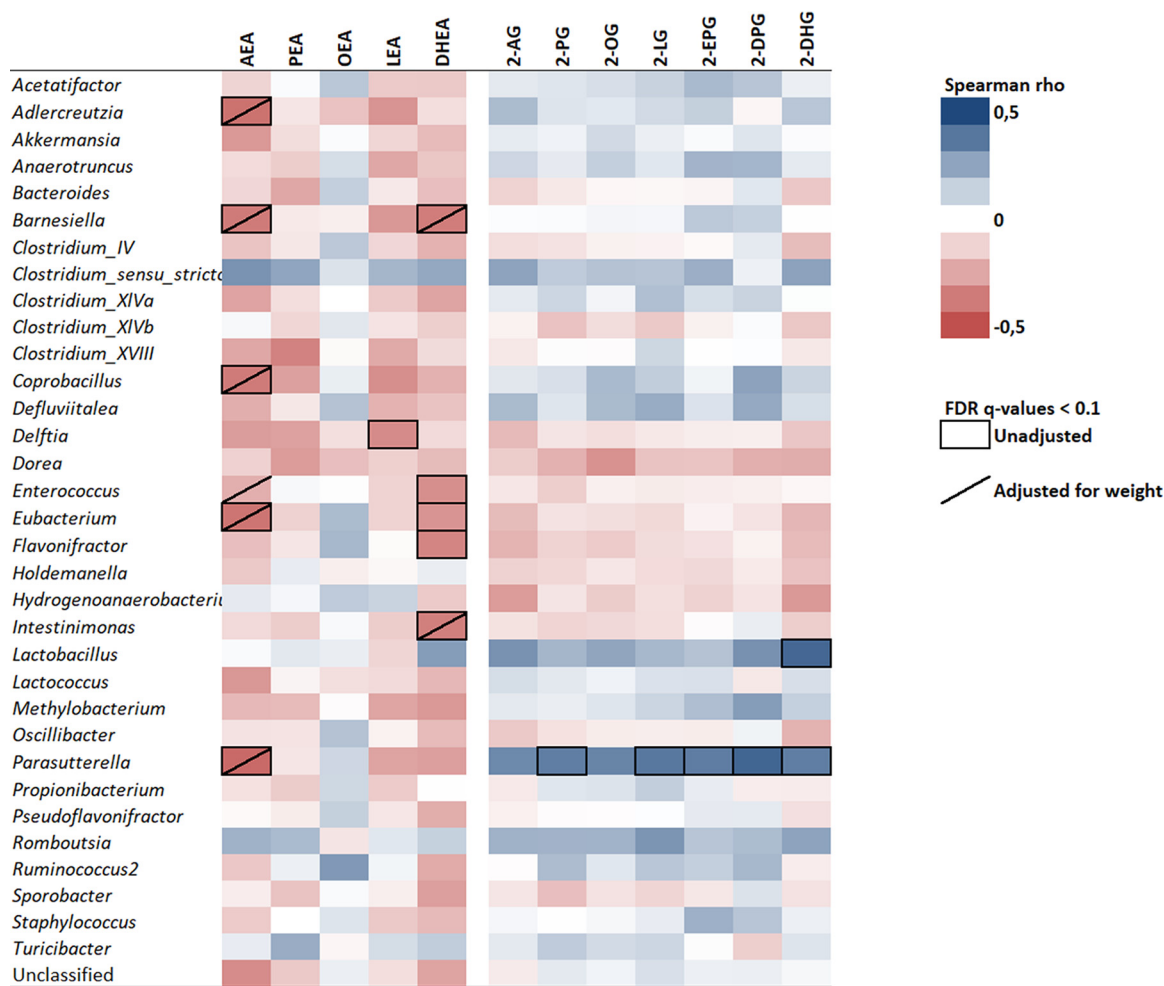 AEA PEA OEA LEA DHEA 2-AG 2-PG 2-OG 2-LG 2-EPG 2-DPG 2-DHG
Acetatifactor
Adlercreutzia
Akkermansia
Anaerotruncus
Bacteroides
Barnesiella
Clostridium_IV
Clostridium_sensu_stricto
Clostridium_XlVa
Clostridium_XlVb
Clostridium_XVIII
Coprobacillus
Defluviitalea
Delftia
Dorea
Enterococcus
Eubacterium
Flavonifractor
Holdemanella
Hydrogenoanaerobacteriu
Intestinimonas
Lactobacillus
Lactococcus
Methylobacterium
Oscillibacter
Parasutterella
Propionibacterium
Pseudoflavonifractor
Romboutsia
Ruminococcus2
Sporobacter
Staphylococcus
Turicibacter
Unclassified
Spearman rho
0,5
0
-0,5
FDR q-values < 0.1
Unadjusted
Adjusted for weight